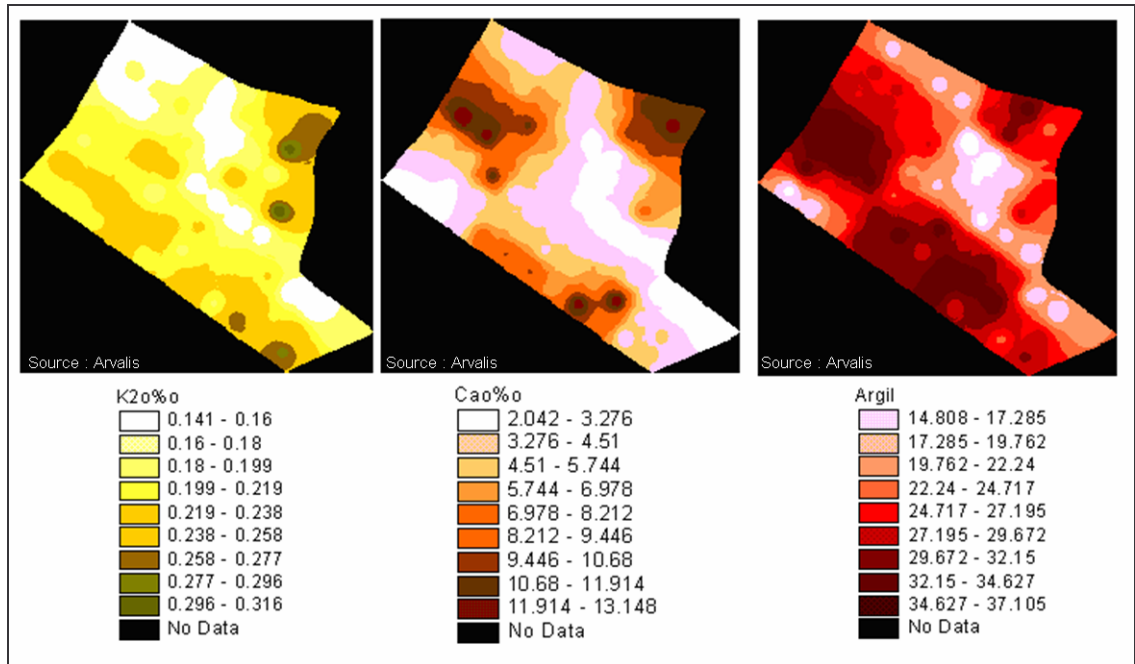 Source : Arvalis
Source : Arvalis
Source : Arvalis
K2o%o
0.141 - 0.16
0.16 - 0.18
0.18 - 0.199
0.199 - 0.219
0.219 - 0.238
0.238 - 0.258
0.258 - 0.277
0.277 - 0.296
0.296 - 0.316
No Data
Cao%o
2.042 - 3.276
3.276 - 4.51
4.51 - 5.744
5.744 - 6.978
6.978 - 8.212
8.212 - 9.446
9.446 - 10.68
10.68 - 11.914
11.914 - 13.148
No Data
Argil
14.808 - 17.285
17.285 - 19.762
19.762 - 22.24
22.24 - 24.717
24.717 - 27.195
27.195 - 29.672
29.672 - 32.15
32.15 - 34.627
34.627 - 37.105
No Data